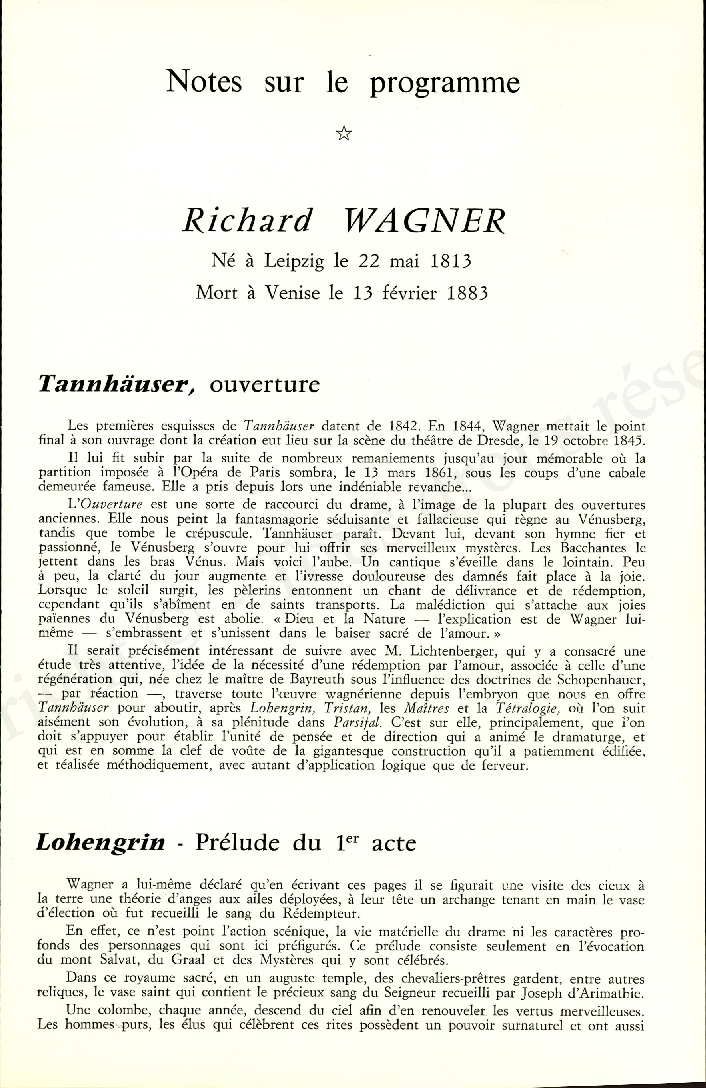 Notes sur le programme
☆
Richard WAGNER
Né à Leipzig le 22 mai 1813
Mort à Venise le 13 février 1883
Tannhäuser, ouverture
Les premières esquisses de Tannhäuser datent de 1842. En 1844, Wagner mettait le point
final à son ouvrage dont la création eut lieu sur la scène du théâtre de Dresde, le 19 octobre 1845.
Il lui fit subir par la suite de nombreux remaniements jusqu'au jour mémorable où la
partition imposée à l'Opéra de Paris sombra, le 13 mars 1861, sous les coups d'une cabale
demeurée fameuse. Elle a pris depuis lors une indéniable revanche...
L'Ouverture est une sorte de raccourci du drame, à l'image de la plupart des ouvertures
anciennes. Elle nous peint la fantasmagorie séduisante et fallacieuse qui règne au Vénusberg,
tandis que tombe le crépuscule. Tannhäuser paraît. Devant lui, devant son hymne fier et
passionné, le Vénusberg s'ouvre pour lui offrir ses merveilleux mystères. Les Bacchantes le
jettent dans les bras Vénus. Mais voici l'aube. Un cantique s'éveille dans le lointain. Peu
à peu, la clarté du jour augmente et l'ivresse douloureuse des damnés fait place à la joie.
Lorsque le soleil surgit, les pèlerins entonnent un chant de délivrance et de rédemption,
cependant qu'ils s'abîment en de saints transports. La malédiction qui s'attache aux joies
païennes du Vénusberg est abolie. « Dieu et la Nature — l'explication est de Wagner lui-
même — s'embrassent et s'unissent dans le baiser sacré de l'amour. »
Il serait précisément intéressant de suivre avec M. Lichtenberger, qui y a consacré une
étude très attentive, l'idée de la nécessité d'une rédemption par l'amour, associée à celle d'une
régénération qui, née chez le maître de Bayreuth sous l'influence des doctrines de Schopenhauer,
— par réaction —, traverse toute l'œuvre wagnérienne depuis l'embryon que nous en offre
Tannhäuser pour aboutir, après Lohengrin, Tristan, les Maîtres et la Tétralogie, où l'on suit
aisément son évolution, à sa plénitude dans Parsifal. C'est sur elle, principalement, que l'on
doit s'appuyer pour établir l'unité de pensée et de direction qui a animé le dramaturge, et
qui est en somme la clef de voûte de la gigantesque construction qu'il a patiemment édifiée,
et réalisée méthodiquement, avec autant d'application logique que de ferveur.
Lohengrin - Prélude du 1er acte
Wagner a lui-même déclaré qu'en écrivant ces pages il se figurait une visite des cieux à
la terre une théorie d'anges aux ailes déployées, à leur tête un archange tenant en main le vase
d'élection où fut recueilli le sang du Rédempteur.
En effet, ce n'est point l'action scénique, la vie matérielle du drame ni les caractères pro-
fonds des personnages qui sont ici préfigurés. Ce prélude consiste seulement en l'évocation
du mont Salvat, du Graal et des Mystères qui y sont célébrés.
Dans ce royaume sacré, en un auguste temple, des chevaliers-prêtres gardent, entre autres
reliques, le vase saint qui contient le précieux sang du Seigneur recueilli par Joseph d'Arimathie.
Une colombe, chaque année, descend du ciel afin d'en renouveler les vertus merveilleuses.
Les hommes purs, les élus qui célèbrent ces rites possèdent un pouvoir surnaturel et ont aussi